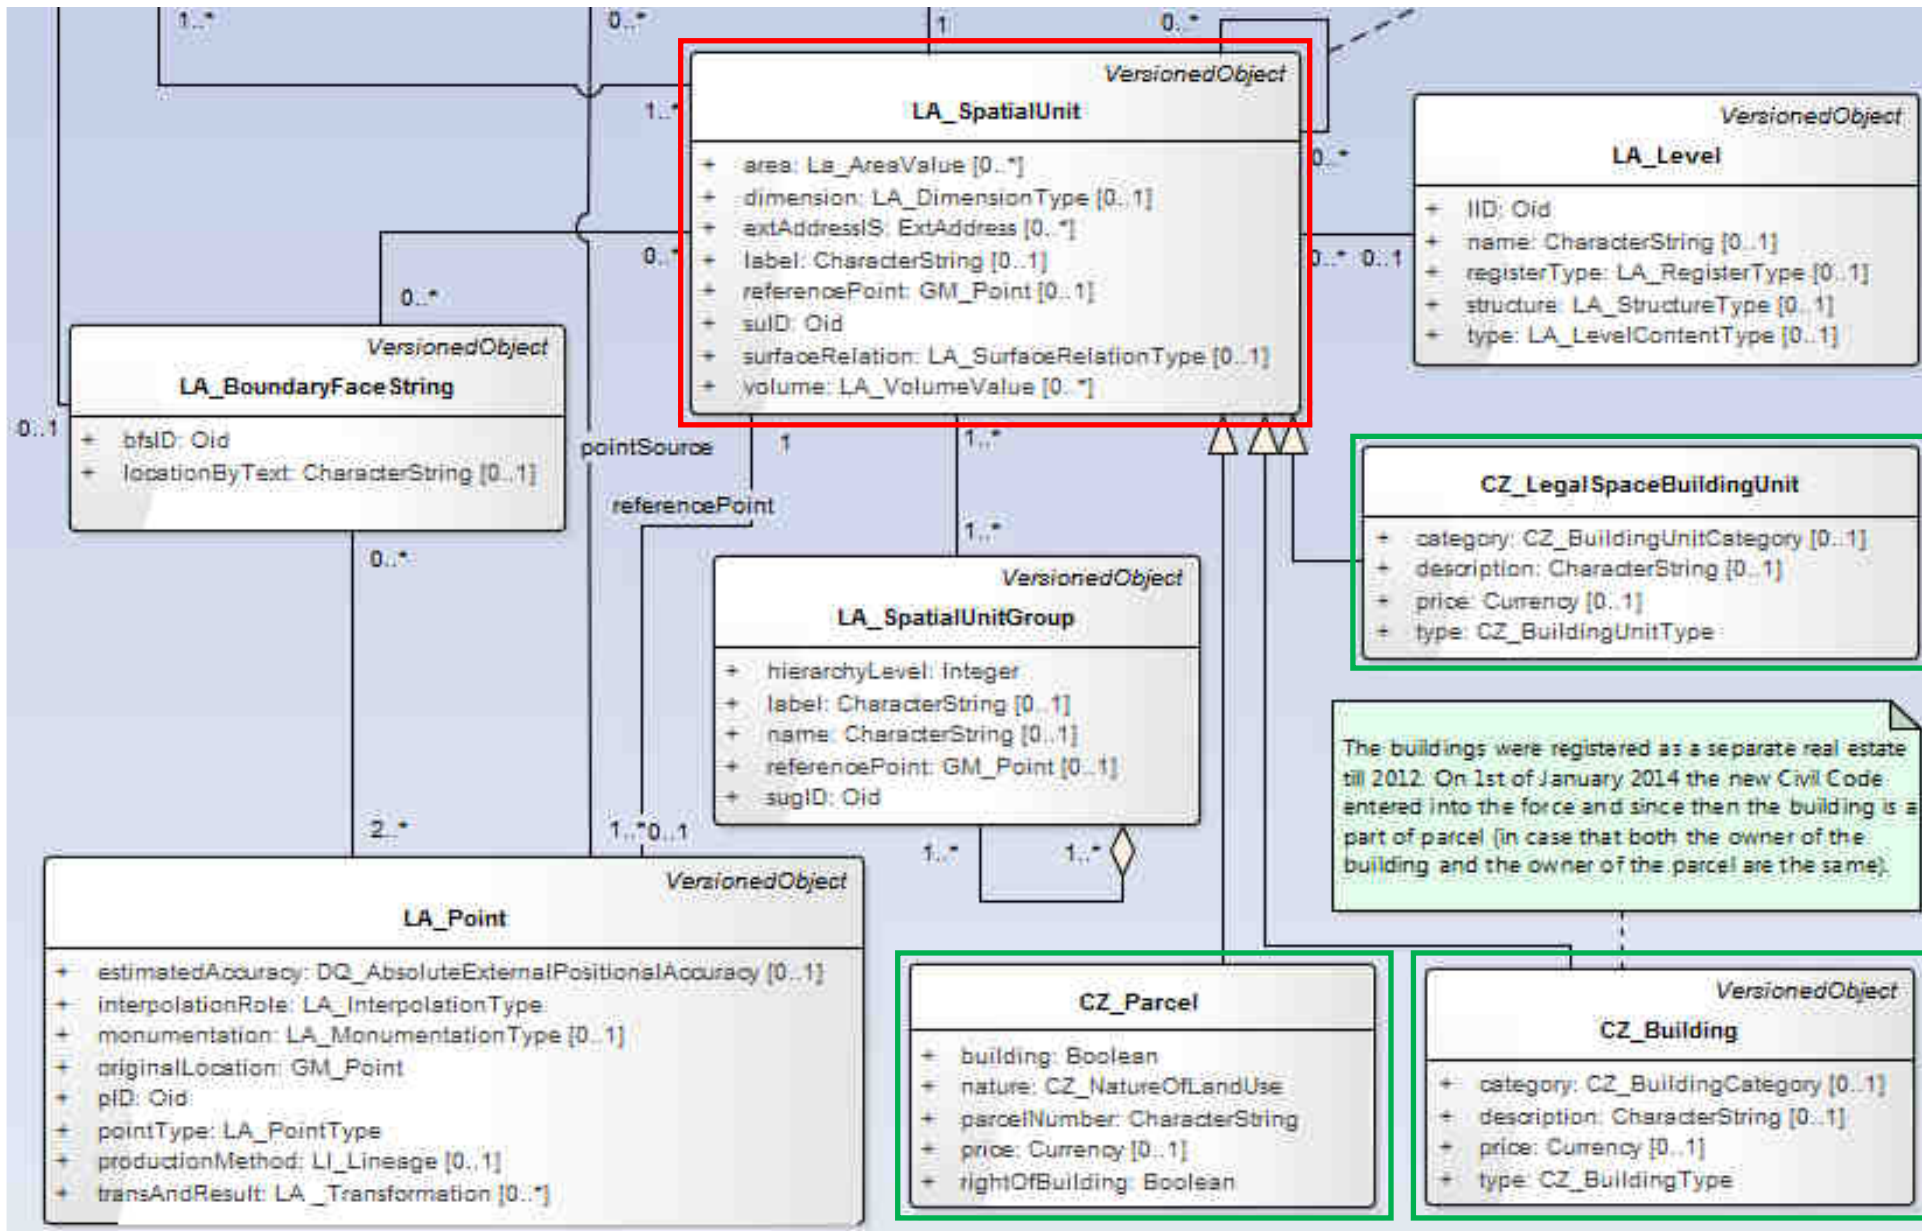 1..*
0..*
1
0..*
VersionedObject
LA_SpatialUnit
+ area: La_AreaValue [0..*]
+ dimension: LA_DimensionType [0..1]
+ extAddressIS: ExtAddress [0..*]
+ label: CharacterString [0..1]
+ referencePoint: GM_Point [0..1]
+ suID: Oid
+ surfaceRelation: LA_SurfaceRelationType [0..1]
+ volume: LA_VolumeValue [0..*]
1..*
0..*
0..*
0..* 0..1
VersionedObject
LA_Level
+ lID: Oid
+ name: CharacterString [0..1]
+ registerType: LA_RegisterType [0..1]
+ structure: LA_StructureType [0..1]
+ type: LA_LevelContentType [0..1]
0..*
VersionedObject
LA_BoundaryFaceString
+ bfsID: Oid
+ locationByText: CharacterString [0..1]
0..1
pointSource
1
referencePoint
1..*
1..*
0..*
CZ_LegalSpaceBuildingUnit
+ category: CZ_BuildingUnitCategory [0..1]
+ description: CharacterString [0..1]
+ price: Currency [0..1]
+ type: CZ_BuildingUnitType
VersionedObject
LA_SpatialUnitGroup
+ hierarchyLevel: Integer
+ label: CharacterString [0..1]
+ name: CharacterString [0..1]
+ referencePoint: GM_Point [0..1]
+ sugID: Oid
The buildings were registered as a separate real estate
till 2012. On 1st of January 2014 the new Civil Code
entered into the force and since then the building is a
part of parcel (in case that both the owner of the
building and the owner of the parcel are the same).
2..*
1..*
0..1
1..*
1..*
VersionedObject
LA_Point
+ estimatedAccuracy: DQ_AbsoluteExternalPositionalAccuracy [0..1]
+ interpolationRole: LA_InterpolationType
+ monumentation: LA_MonumentationType [0..1]
+ originalLocation: GM_Point
+ pID: Oid
+ pointType: LA_PointType
+ productionMethod: LI_Lineage [0..1]
+ transAndResult: LA _Transformation [0..*]
CZ_Parcel
+ building: Boolean
+ nature: CZ_NatureOfLandUse
+ parcelNumber: CharacterString
+ price: Currency [0..1]
+ rightOfBuilding: Boolean
VersionedObject
CZ_Building
+ category: CZ_BuildingCategory [0..1]
+ description: CharacterString [0..1]
+ price: Currency [0..1]
+ type: CZ_BuildingType